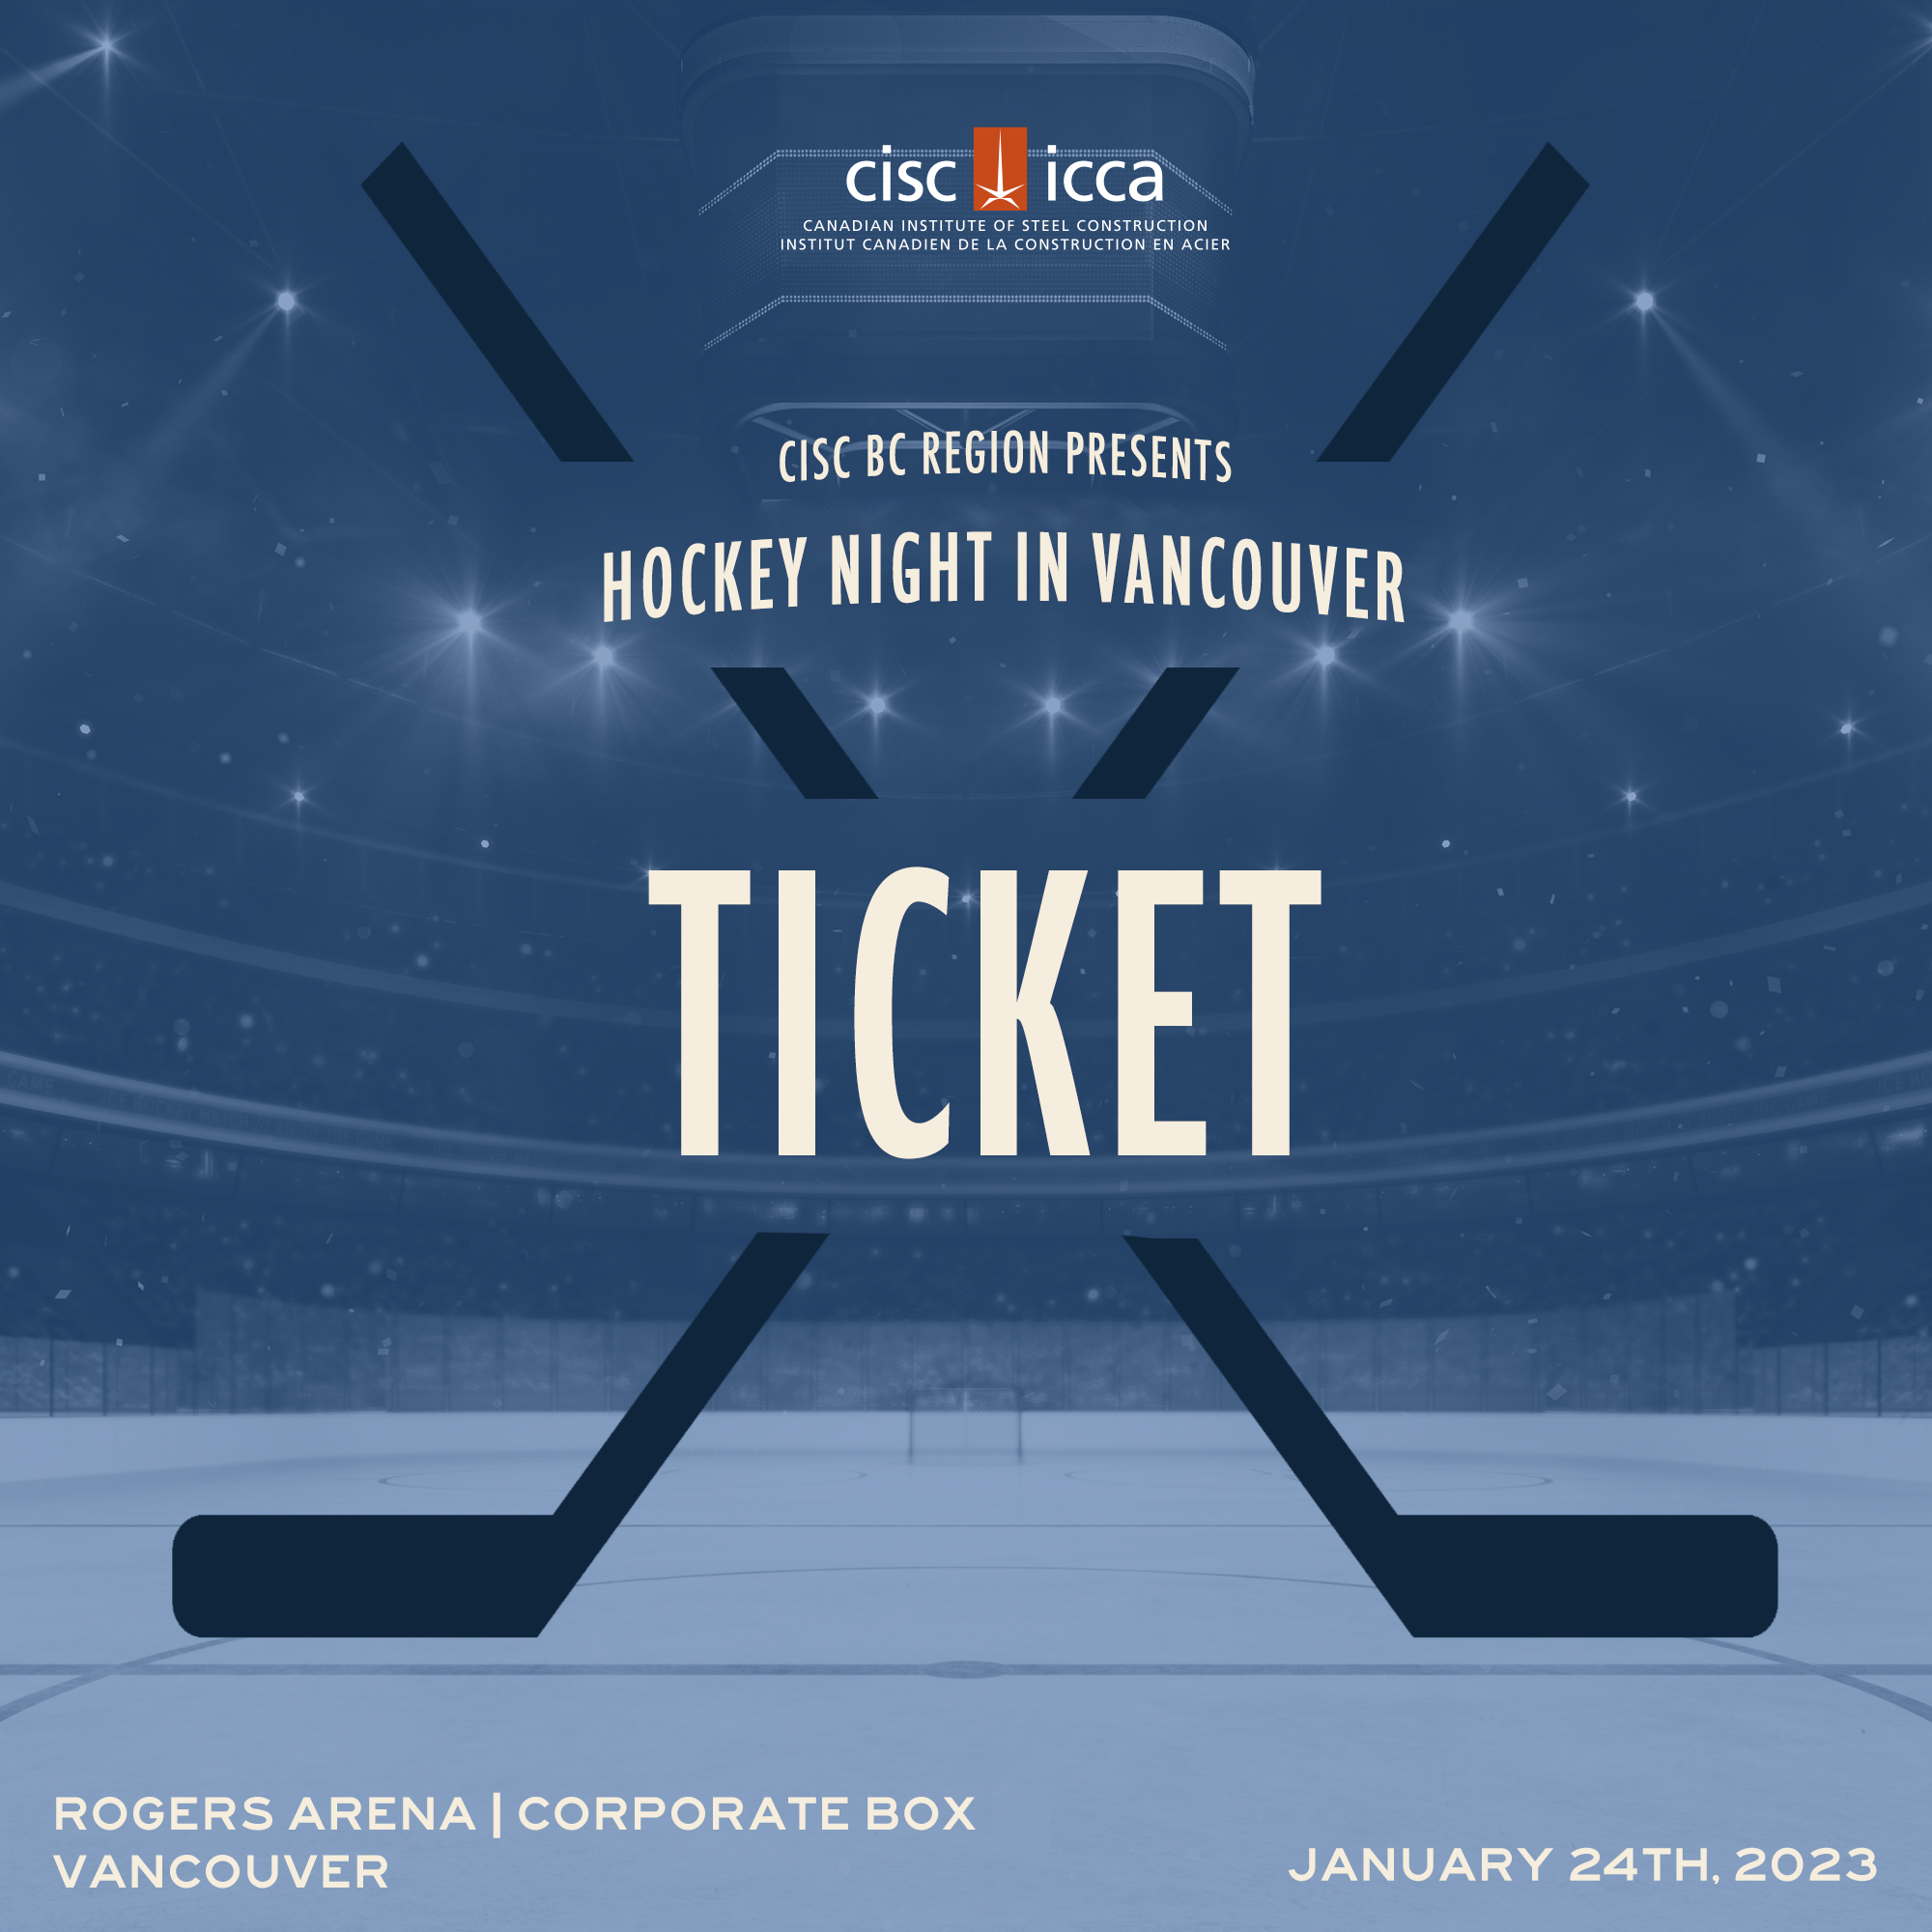 cisc icca
CANADIAN INSTITUTE OF STEEL CONSTRUCTION
INSTITUT CANADIEN DE LA CONSTRUCTION EN ACIER
CISC BC REGION PRESENTS
HOCKEY NIGHT IN VANCOUVER
TICKET
GAME
ROGERS ARENA | CORPORATE BOX
VANCOUVER
JANUARY 24TH, 2023